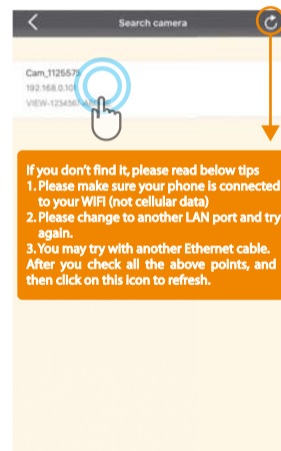 Search camera
Cam_1125573
192.168.0.101
VIEW-1234567-
If you don't find it, please read below tips
1. Please make sure your phone is connected
to your WIFI (not cellular data)
2. Please change to another LAN port and try
again.
3. You may try with another Ethernet cable.
After you check all the above points, and
then click on this icon to refresh.